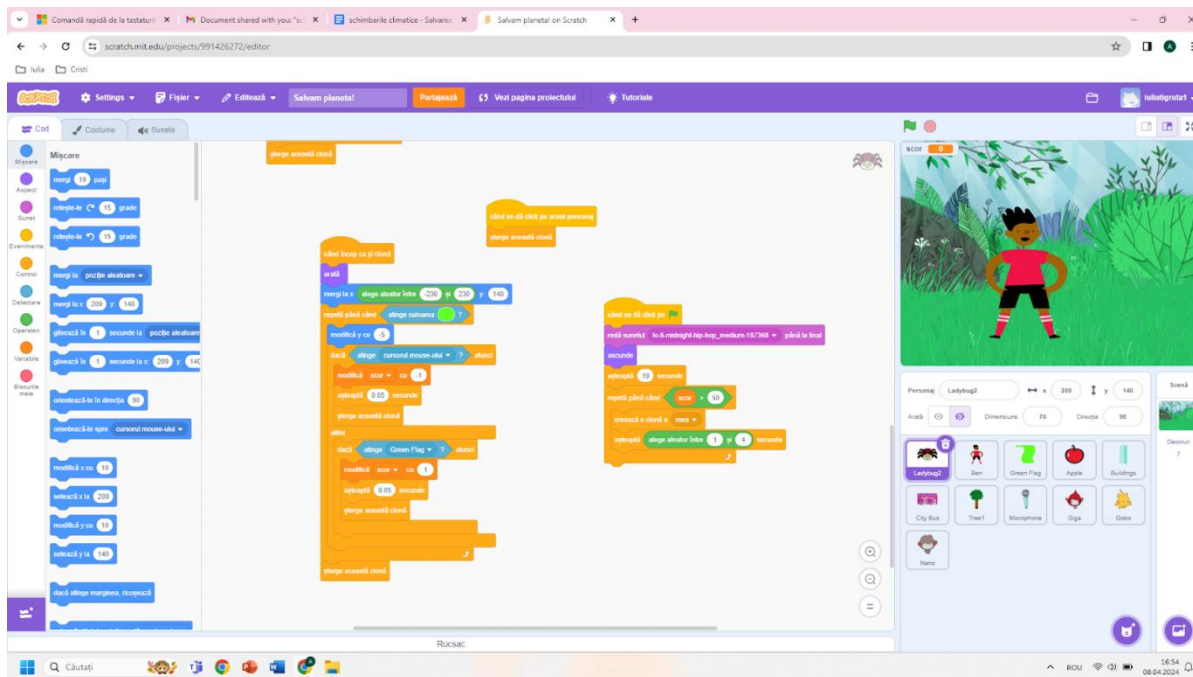 Comandă rapidă de la tastatură
Document shared with you: "sc
schimbarile climatice - Salvarea
Salvam planeta! on Scratch
scratch.mit.edu/projects/991426272/editor
Iulia
Cristi
SCRATCH
Settings
Fișier
Editează
Salvam planeta!
Partajează
Vezi pagina proiectului
Tutoriale
iuliatigruta1
Cod
Costume
Sunete
Mișcare
Aspect
Sunet
Evenimente
Control
Detectare
Operatori
Variabile
Blocurile mele
Mișcare
mergi 10 pași
rotește-te 15 grade
rotește-te 15 grade
mergi la poziție aleatoare
mergi la x: 209 y: 140
glisează în 1 secunde la poziție aleatoare
glisează în 1 secunde la x: 209 y: 140
orientează-te în direcția 90
orientează-te spre cursorul mouse-ului
modifică x cu 10
setează x la 209
modifică y cu 10
setează y la 140
dacă atinge marginea, ricoșează
șterge această clonă
când se dă click pe acest personaj
șterge această clonă
când încep ca și clonă
arată
mergi la x: alege aleator între -230 și 230 y: 140
repetă până când atinge culoarea ?
modifică y cu -5
dacă atinge cursorul mouse-ului ? atunci
modifică scor cu -1
așteaptă 0.05 secunde
șterge această clonă
altfel
dacă atinge Green Flag ? atunci
modifică scor cu 1
așteaptă 0.05 secunde
șterge această clonă
șterge această clonă
când se dă click pe
redă sunetul lo-fi-midnight-hip-hop_medium-187368 până la final
ascunde
așteaptă 19 secunde
repetă până când scor > 50
creează o clonă a mea
așteaptă alege aleator între 1 și 4 secunde
scor 0
Personaj
Ladybug2
x 209
y 140
Arată
Dimensiune 70
Direcția 90
Scenă
Decoruri
7
Ladybug2
Ben
Green Flag
Apple
Buildings
City Bus
Tree1
Microphone
Giga
Gobo
Nano
Rucsac
Căutați
ROU
16:54
08.04.2024